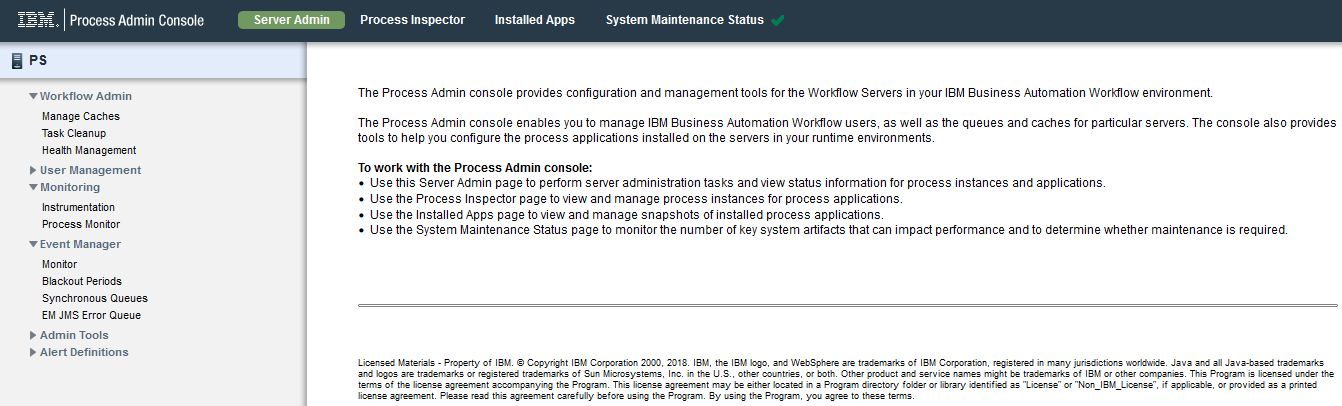 IBM. Process Admin Console Server Admin Process Inspector Installed Apps System Maintenance Status
PS
Workflow Admin
Manage Caches
Task Cleanup
Health Management
User Management
Monitoring
Instrumentation
Process Monitor
Event Manager
Monitor
Blackout Periods
Synchronous Queues
EM JMS Error Queue
Admin Tools
Alert Definitions
The Process Admin console provides configuration and management tools for the Workflow Servers in your IBM Business Automation Workflow environment.
The Process Admin console enables you to manage IBM Business Automation Workflow users, as well as the queues and caches for particular servers. The console also provides
tools to help you configure the process applications installed on the servers in your runtime environments.
To work with the Process Admin console:
• Use this Server Admin page to perform server administration tasks and view status information for process instances and applications.
• Use the Process Inspector page to view and manage process instances for process applications.
• Use the Installed Apps page to view and manage snapshots of installed process applications.
• Use the System Maintenance Status page to monitor the number of key system artifacts that can impact performance and to determine whether maintenance is required.
Licensed Materials - Property of IBM. © Copyright IBM Corporation 2000, 2018. IBM, the IBM logo, and WebSphere are trademarks of IBM Corporation, registered in many jurisdictions worldwide. Java and all Java-based trademarks
and logos are trademarks or registered trademarks of Sun Microsystems, Inc. in the U.S., other countries, or both. Other product and service names might be trademarks of IBM or other companies. This Program is licensed under the
terms of the license agreement accompanying the Program. This license agreement may be either located in a Program directory folder or library identified as "License" or "Non_IBM_License", if applicable, or provided as a printed
license agreement. Please read this agreement carefully before using the Program. By using the Program, you agree to these terms.